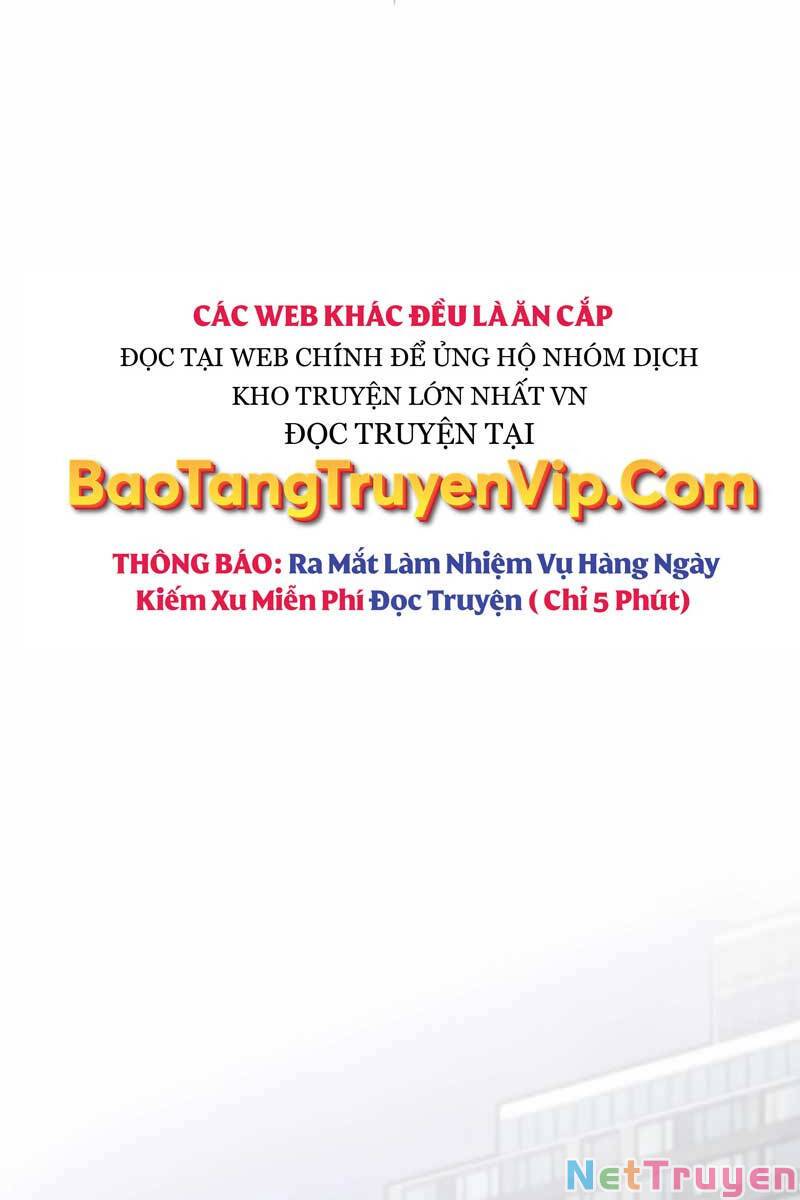 CÁC WEB KHÁC ĐỀU LÀ ĂN CẮP
ĐỌC TẠI WEB CHÍNH ĐỂ ỦNG HỘ NHÓM DỊCH
KHO TRUYỆN LỚN NHẤT VN
ĐỌC TRUYỆN TẠI
BaoTangTruyenVip.Com
THÔNG BÁO: Ra Mắt Làm Nhiệm Vụ Hàng Ngày
Kiếm Xu Miễn Phí Đọc Truyện ( Chỉ 5 Phút)
NetTruyen